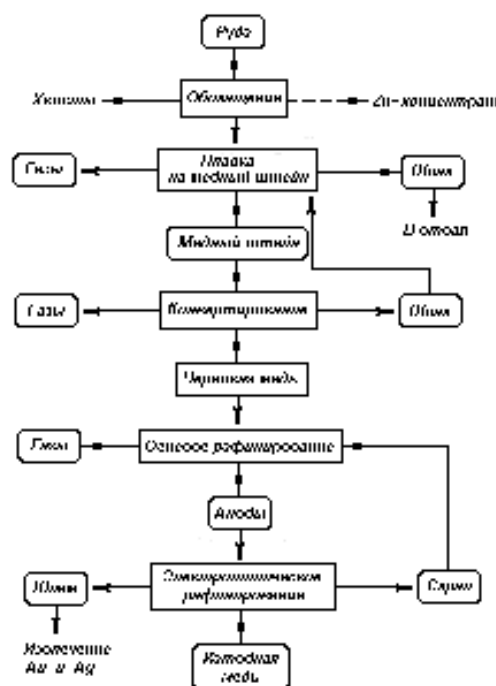 Руда
Хвосты
Обогащение
Zn-концентрат
Плавка
на медный штейн
Газы
Шлак
В отвал
Медный штейн
Газы
Конвертирование
Шлак
Черновая медь
Газы
Огневое рафинирование
Аноды
Шлам
Электролитическое
рафинирование
Скрап
Извлечение
Au и Ag
Катодная
медь